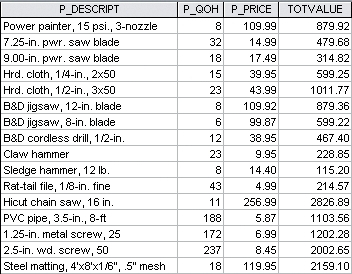 P_DESCRIPT P_QOH P_PRICE TOTVALUE
Power painter, 15 psi., 3-nozzle 8 109.99 879.92
7.25-in. pwr. saw blade 32 14.99 479.68
9.00-in. pwr. saw blade 18 17.49 314.82
Hrd. cloth, 1/4-in., 2x50 15 39.95 599.25
Hrd. cloth, 1/2-in., 3x50 23 43.99 1011.77
B&D jigsaw, 12-in. blade 8 109.92 879.36
B&D jigsaw, 8-in. blade 6 99.87 599.22
B&D cordless drill, 1/2-in. 12 38.95 467.40
Claw hammer 23 9.95 228.85
Sledge hammer, 12 lb. 8 14.40 115.20
Rat-tail file, 1/8-in. fine 43 4.99 214.57
Hicut chain saw, 16 in. 11 256.99 2826.89
PVC pipe, 3.5-in., 8-ft 188 5.87 1103.56
1.25-in. metal screw, 25 172 6.99 1202.28
2.5-in. wd. screw, 50 237 8.45 2002.65
Steel matting, 4'x8'x1/6", .5" mesh 18 119.95 2159.10